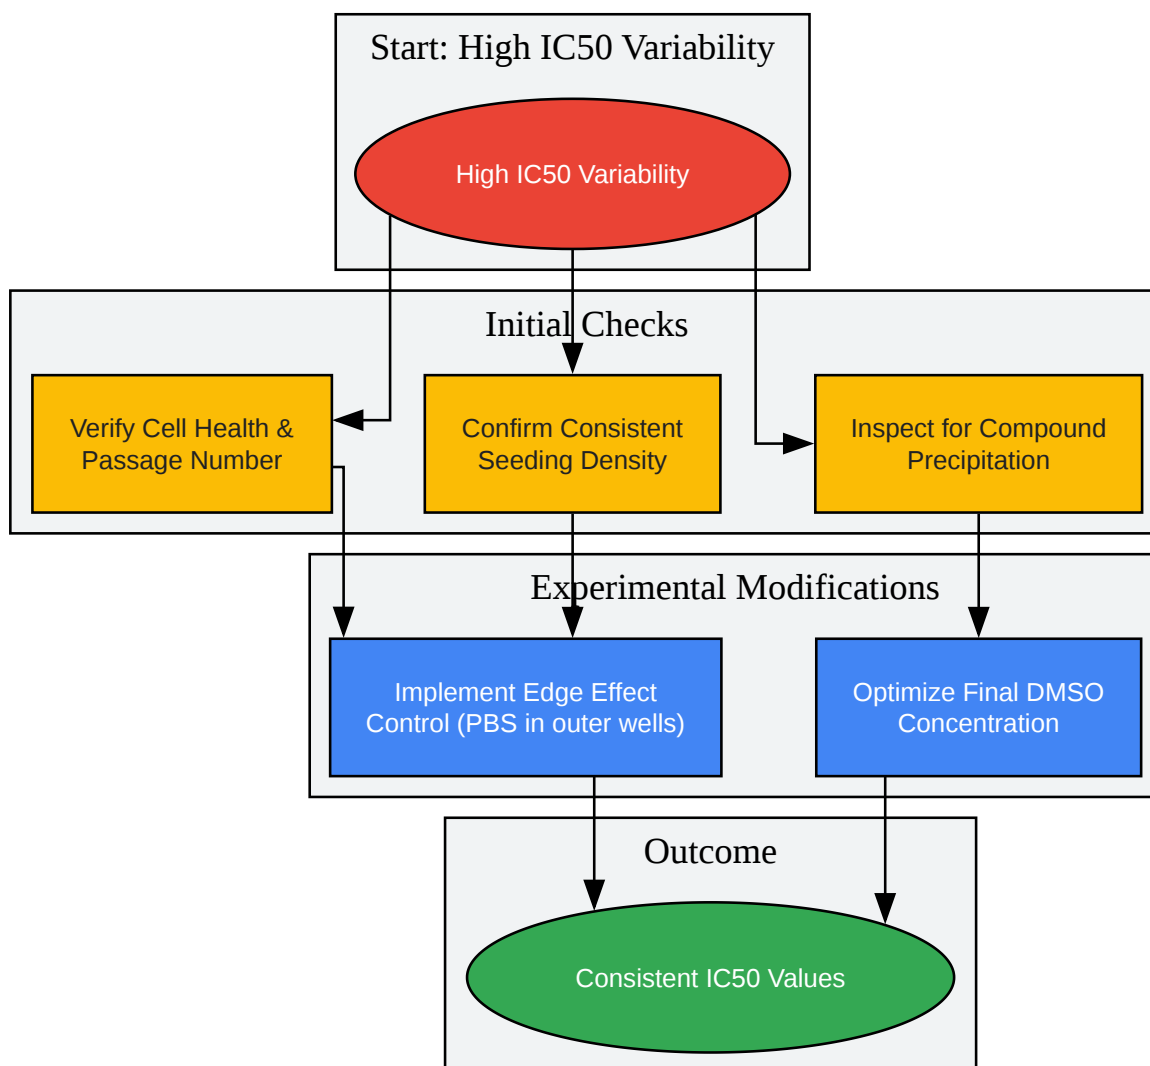 Start: High IC50 Variability
High IC50 Variability
Initial Checks
Verify Cell Health &
Passage Number
Confirm Consistent
Seeding Density
Inspect for Compound
Precipitation
Experimental Modifications
Implement Edge Effect
Control (PBS in outer wells)
Optimize Final DMSO
Concentration
Outcome
Consistent IC50 Values